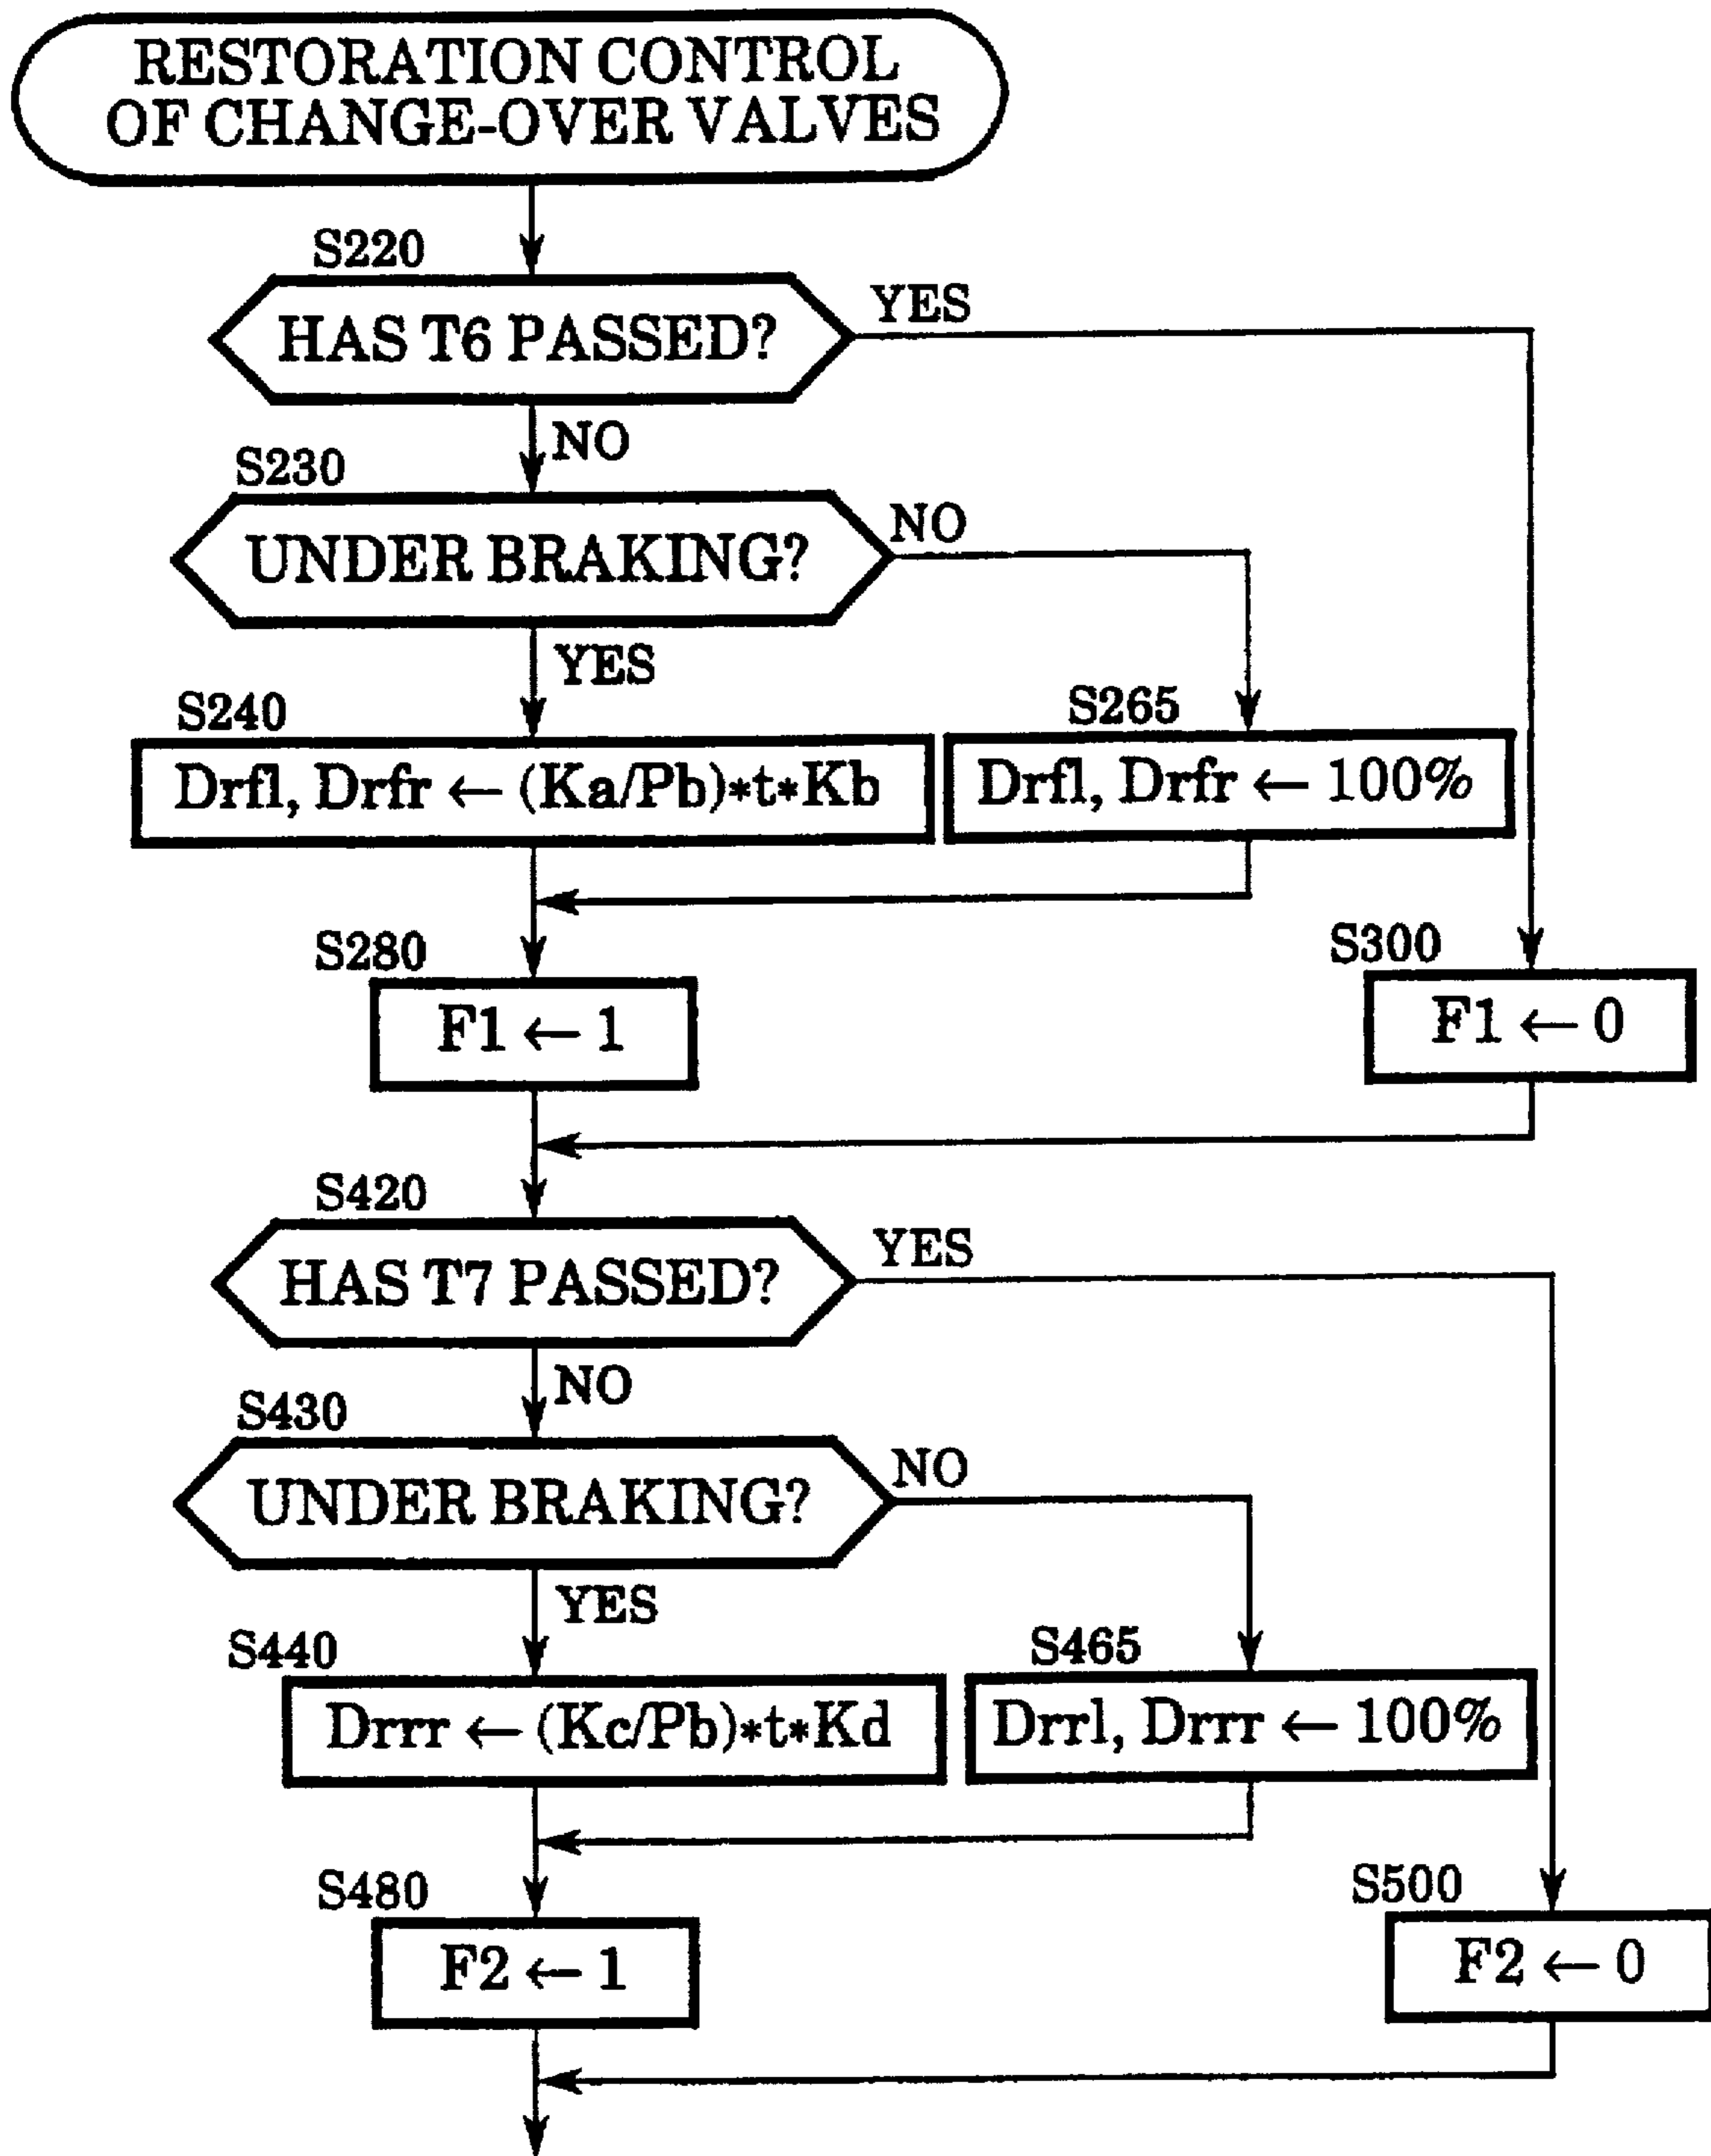 RESTORATION CONTROL
OF CHANGE-OVER VALVES
S220
HAS T6 PASSED?
YES
NO
S230
UNDER BRAKING?
NO
YES
S240
Drfl, Drfr ← (Ka/Pb)*t*Kb
S265
Drfl, Drfr ← 100%
S280
F1 ← 1
S300
F1 ← 0
S420
HAS T7 PASSED?
YES
NO
S430
UNDER BRAKING?
NO
YES
S440
Drrr ← (Kc/Pb)*t*Kd
S465
Drrl, Drrr ← 100%
S480
F2 ← 1
S500
F2 ← 0